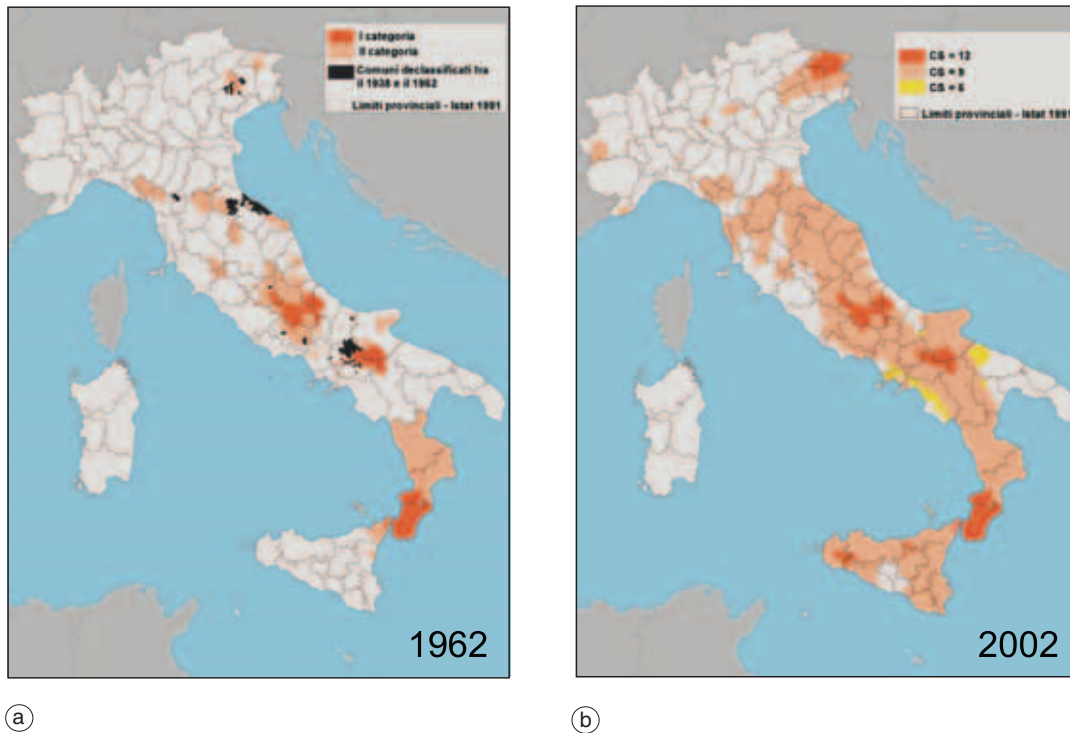 I categoria
II categoria
Comuni declassificati fra
il 1938 e il 1962
Limiti provinciali - Istat 1991
1962
a
CS = 12
CS = 9
CS = 6
Limiti provinciali - Istat 1991
2002
b